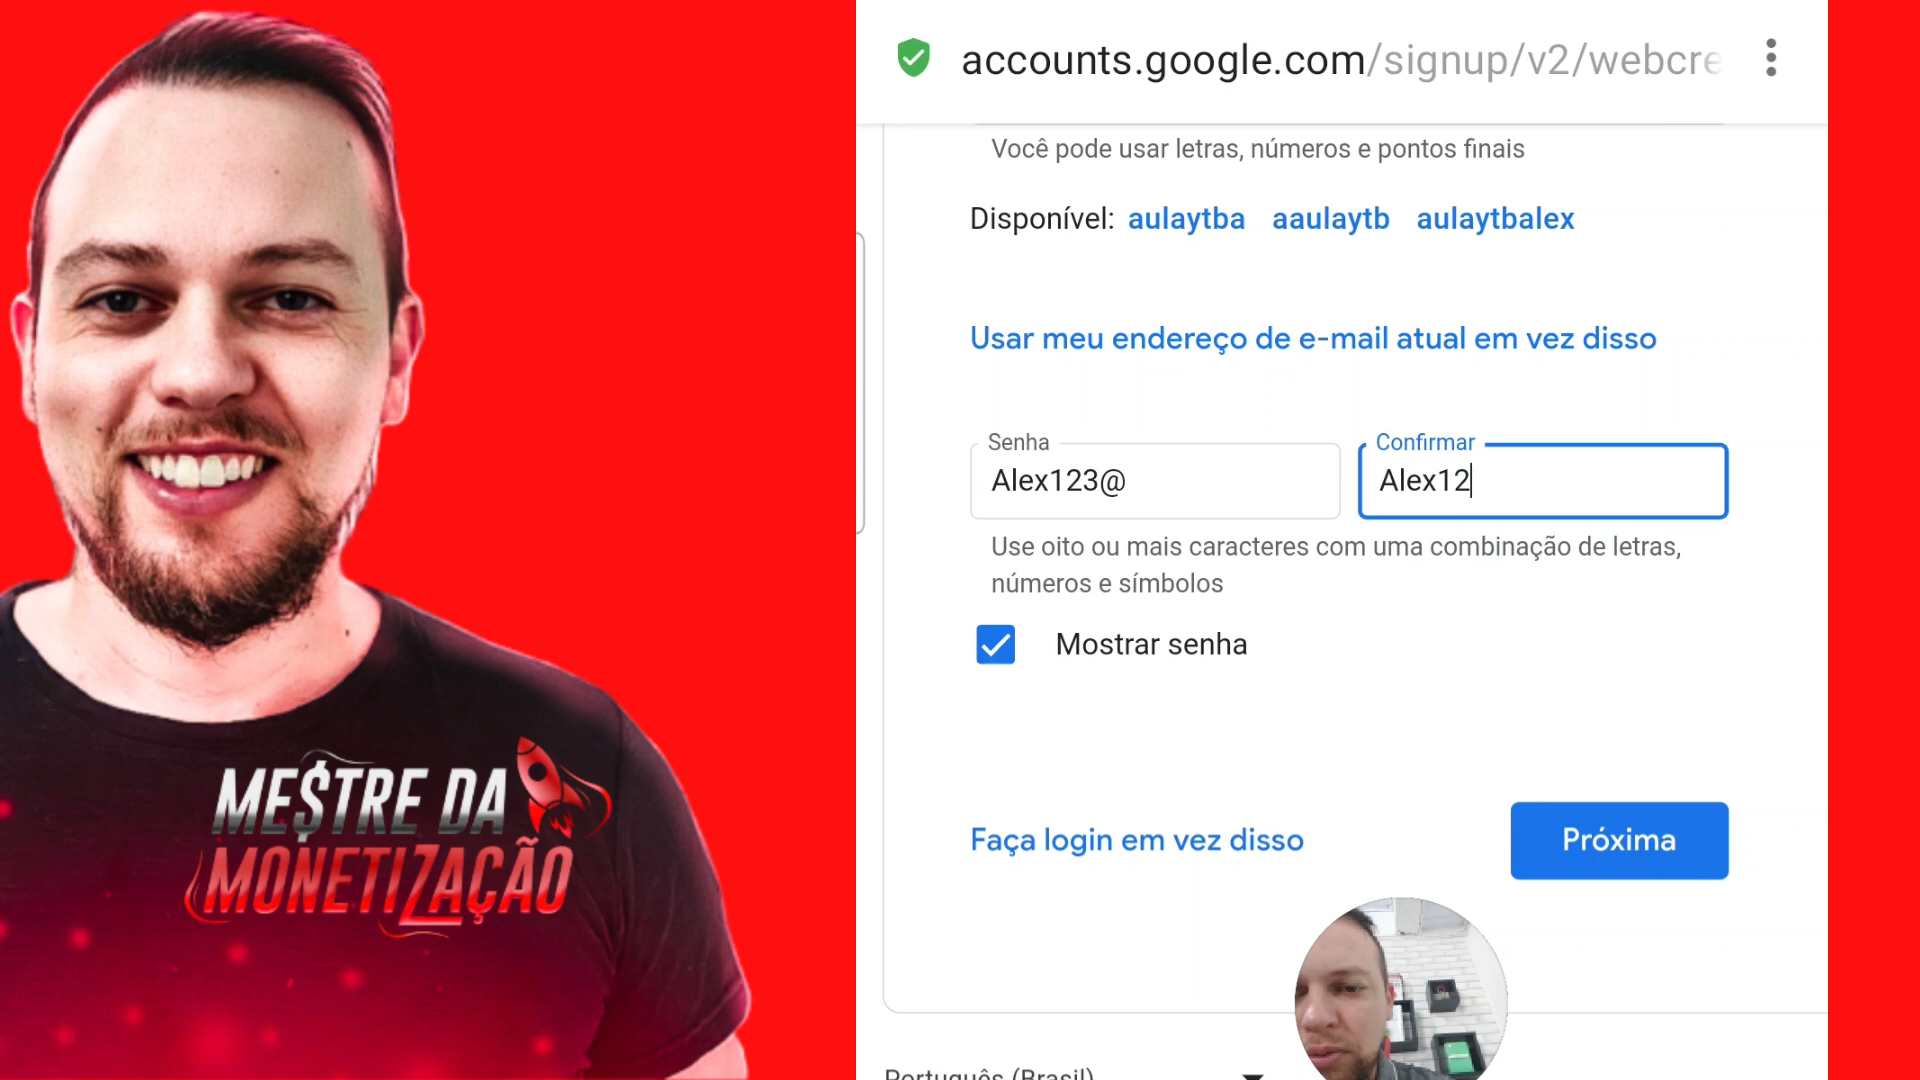 accounts.google.com/signup/v2/webcre
Você pode usar letras, números e pontos finais
Disponível: aulaytba aaulaytb aulaytbalex
Usar meu endereço de e-mail atual em vez disso
Senha
Alex123@
Confirmar
Alex12
Use oito ou mais caracteres com uma combinação de letras,
números e símbolos
Mostrar senha
Faça login em vez disso
Próxima
Português (Brasil)
ME$TRE DA
MONETIZAÇÃO